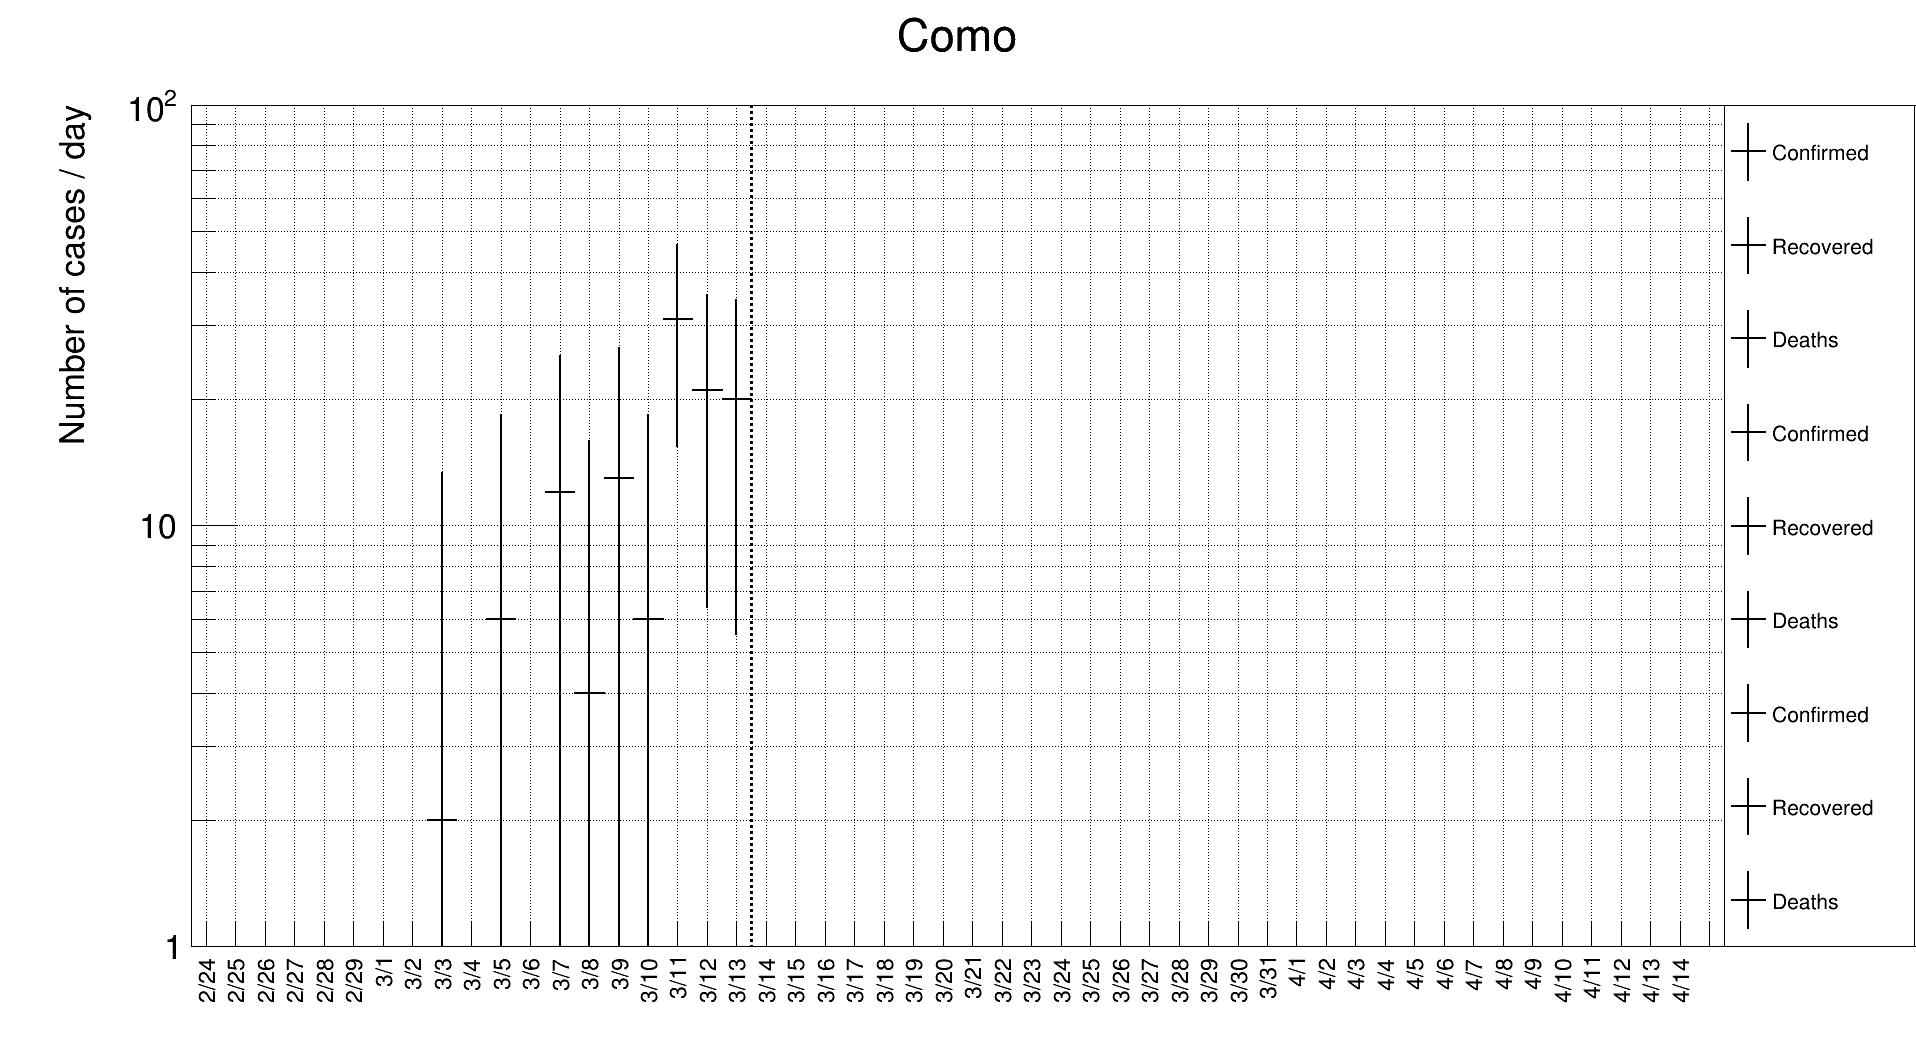 Como
Number of cases / day
10²
10
1
2/24 2/25 2/26 2/27 2/28 2/29 3/1 3/2 3/3 3/4 3/5 3/6 3/7 3/8 3/9 3/10 3/11 3/12 3/13 3/14 3/15 3/16 3/17 3/18 3/19 3/20 3/21 3/22 3/23 3/24 3/25 3/26 3/27 3/28 3/29 3/30 3/31 4/1 4/2 4/3 4/4 4/5 4/6 4/7 4/8 4/9 4/10 4/11 4/12 4/13 4/14
Confirmed
Recovered
Deaths
Confirmed
Recovered
Deaths
Confirmed
Recovered
Deaths